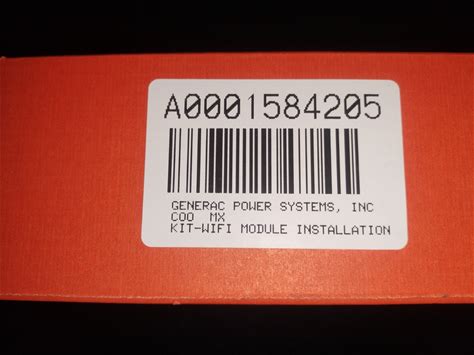 A0001584205
GENERAC POWER SYSTEMS, INC
COO MX
KIT-WIFI MODULE INSTALLATION